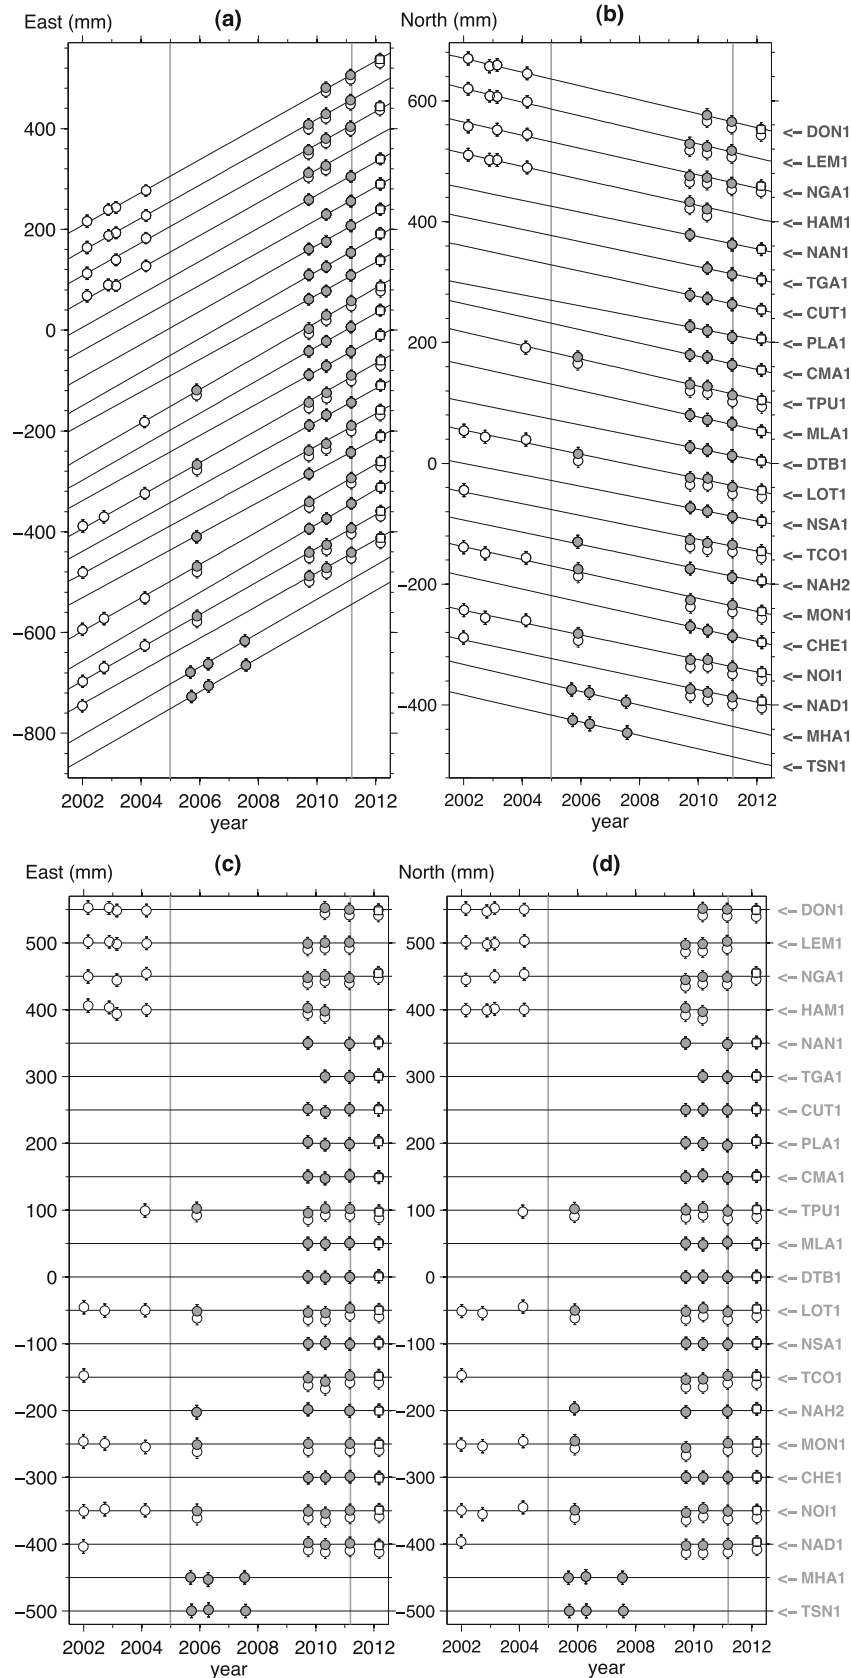 East (mm)
(a)
400
200
0
−200
−400
−600
−800
2002 2004 2006 2008 2010 2012
year
North (mm)
(b)
600
400
200
0
−200
−400
2002 2004 2006 2008 2010 2012
year
<– DON1
<– LEM1
<– NGA1
<– HAM1
<– NAN1
<– TGA1
<– CUT1
<– PLA1
<– CMA1
<– TPU1
<– MLA1
<– DTB1
<– LOT1
<– NSA1
<– TCO1
<– NAH2
<– MON1
<– CHE1
<– NOI1
<– NAD1
<– MHA1
<– TSN1
East (mm)
(c)
500
400
300
200
100
0
−100
−200
−300
−400
−500
2002 2004 2006 2008 2010 2012
year
North (mm)
(d)
500
400
300
200
100
0
−100
−200
−300
−400
−500
2002 2004 2006 2008 2010 2012
year
<– DON1
<– LEM1
<– NGA1
<– HAM1
<– NAN1
<– TGA1
<– CUT1
<– PLA1
<– CMA1
<– TPU1
<– MLA1
<– DTB1
<– LOT1
<– NSA1
<– TCO1
<– NAH2
<– MON1
<– CHE1
<– NOI1
<– NAD1
<– MHA1
<– TSN1